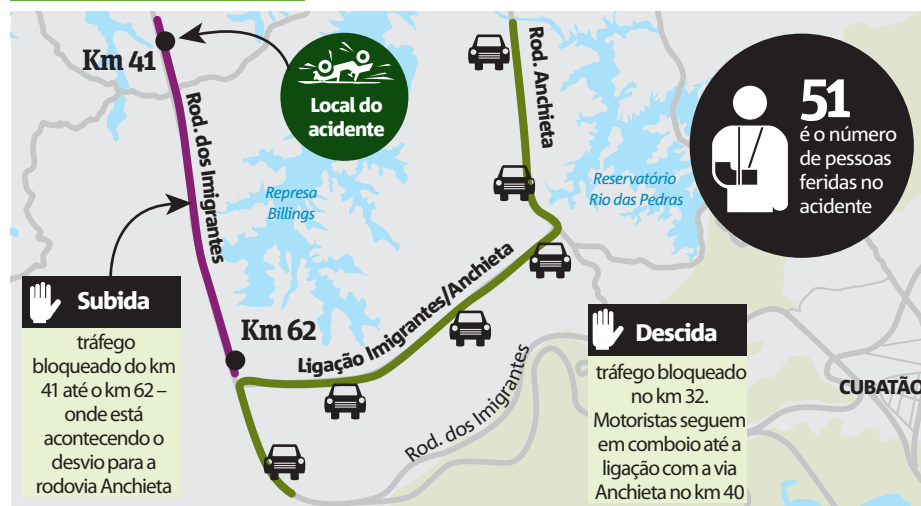 Km 41
Local do
acidente
Rod. dos Imigrantes
Represa
Billings
Rod. Anchieta
Reservatório
Rio das Pedras
51
é o número
de pessoas
feridas no
acidente
Subida
tráfego
bloqueado do km
41 até o km 62 –
onde está
acontecendo o
desvio para a
rodovia Anchieta
Km 62
Ligação Imigrantes/Anchieta
Rod. dos Imigrantes
Descida
tráfego bloqueado
no km 32.
Motoristas seguem
em comboio até a
ligação com a via
Anchieta no km 40
CUBATÃO